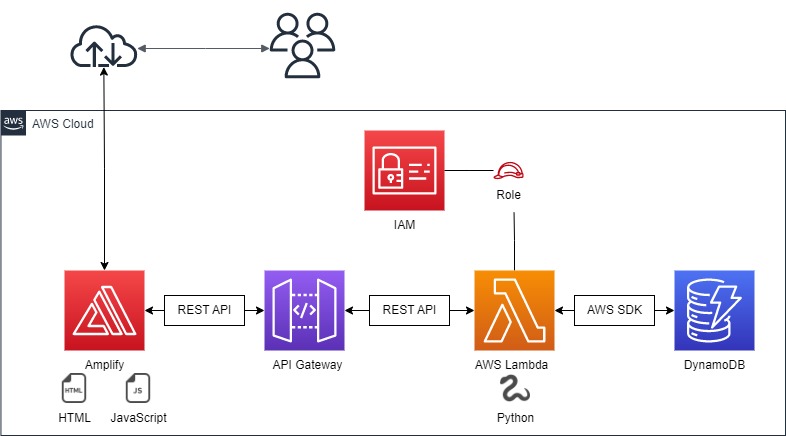 aws
AWS Cloud
IAM
Role
REST API
REST API
AWS SDK
Amplify
API Gateway
AWS Lambda
DynamoDB
HTML
JS
HTML
JavaScript
Python